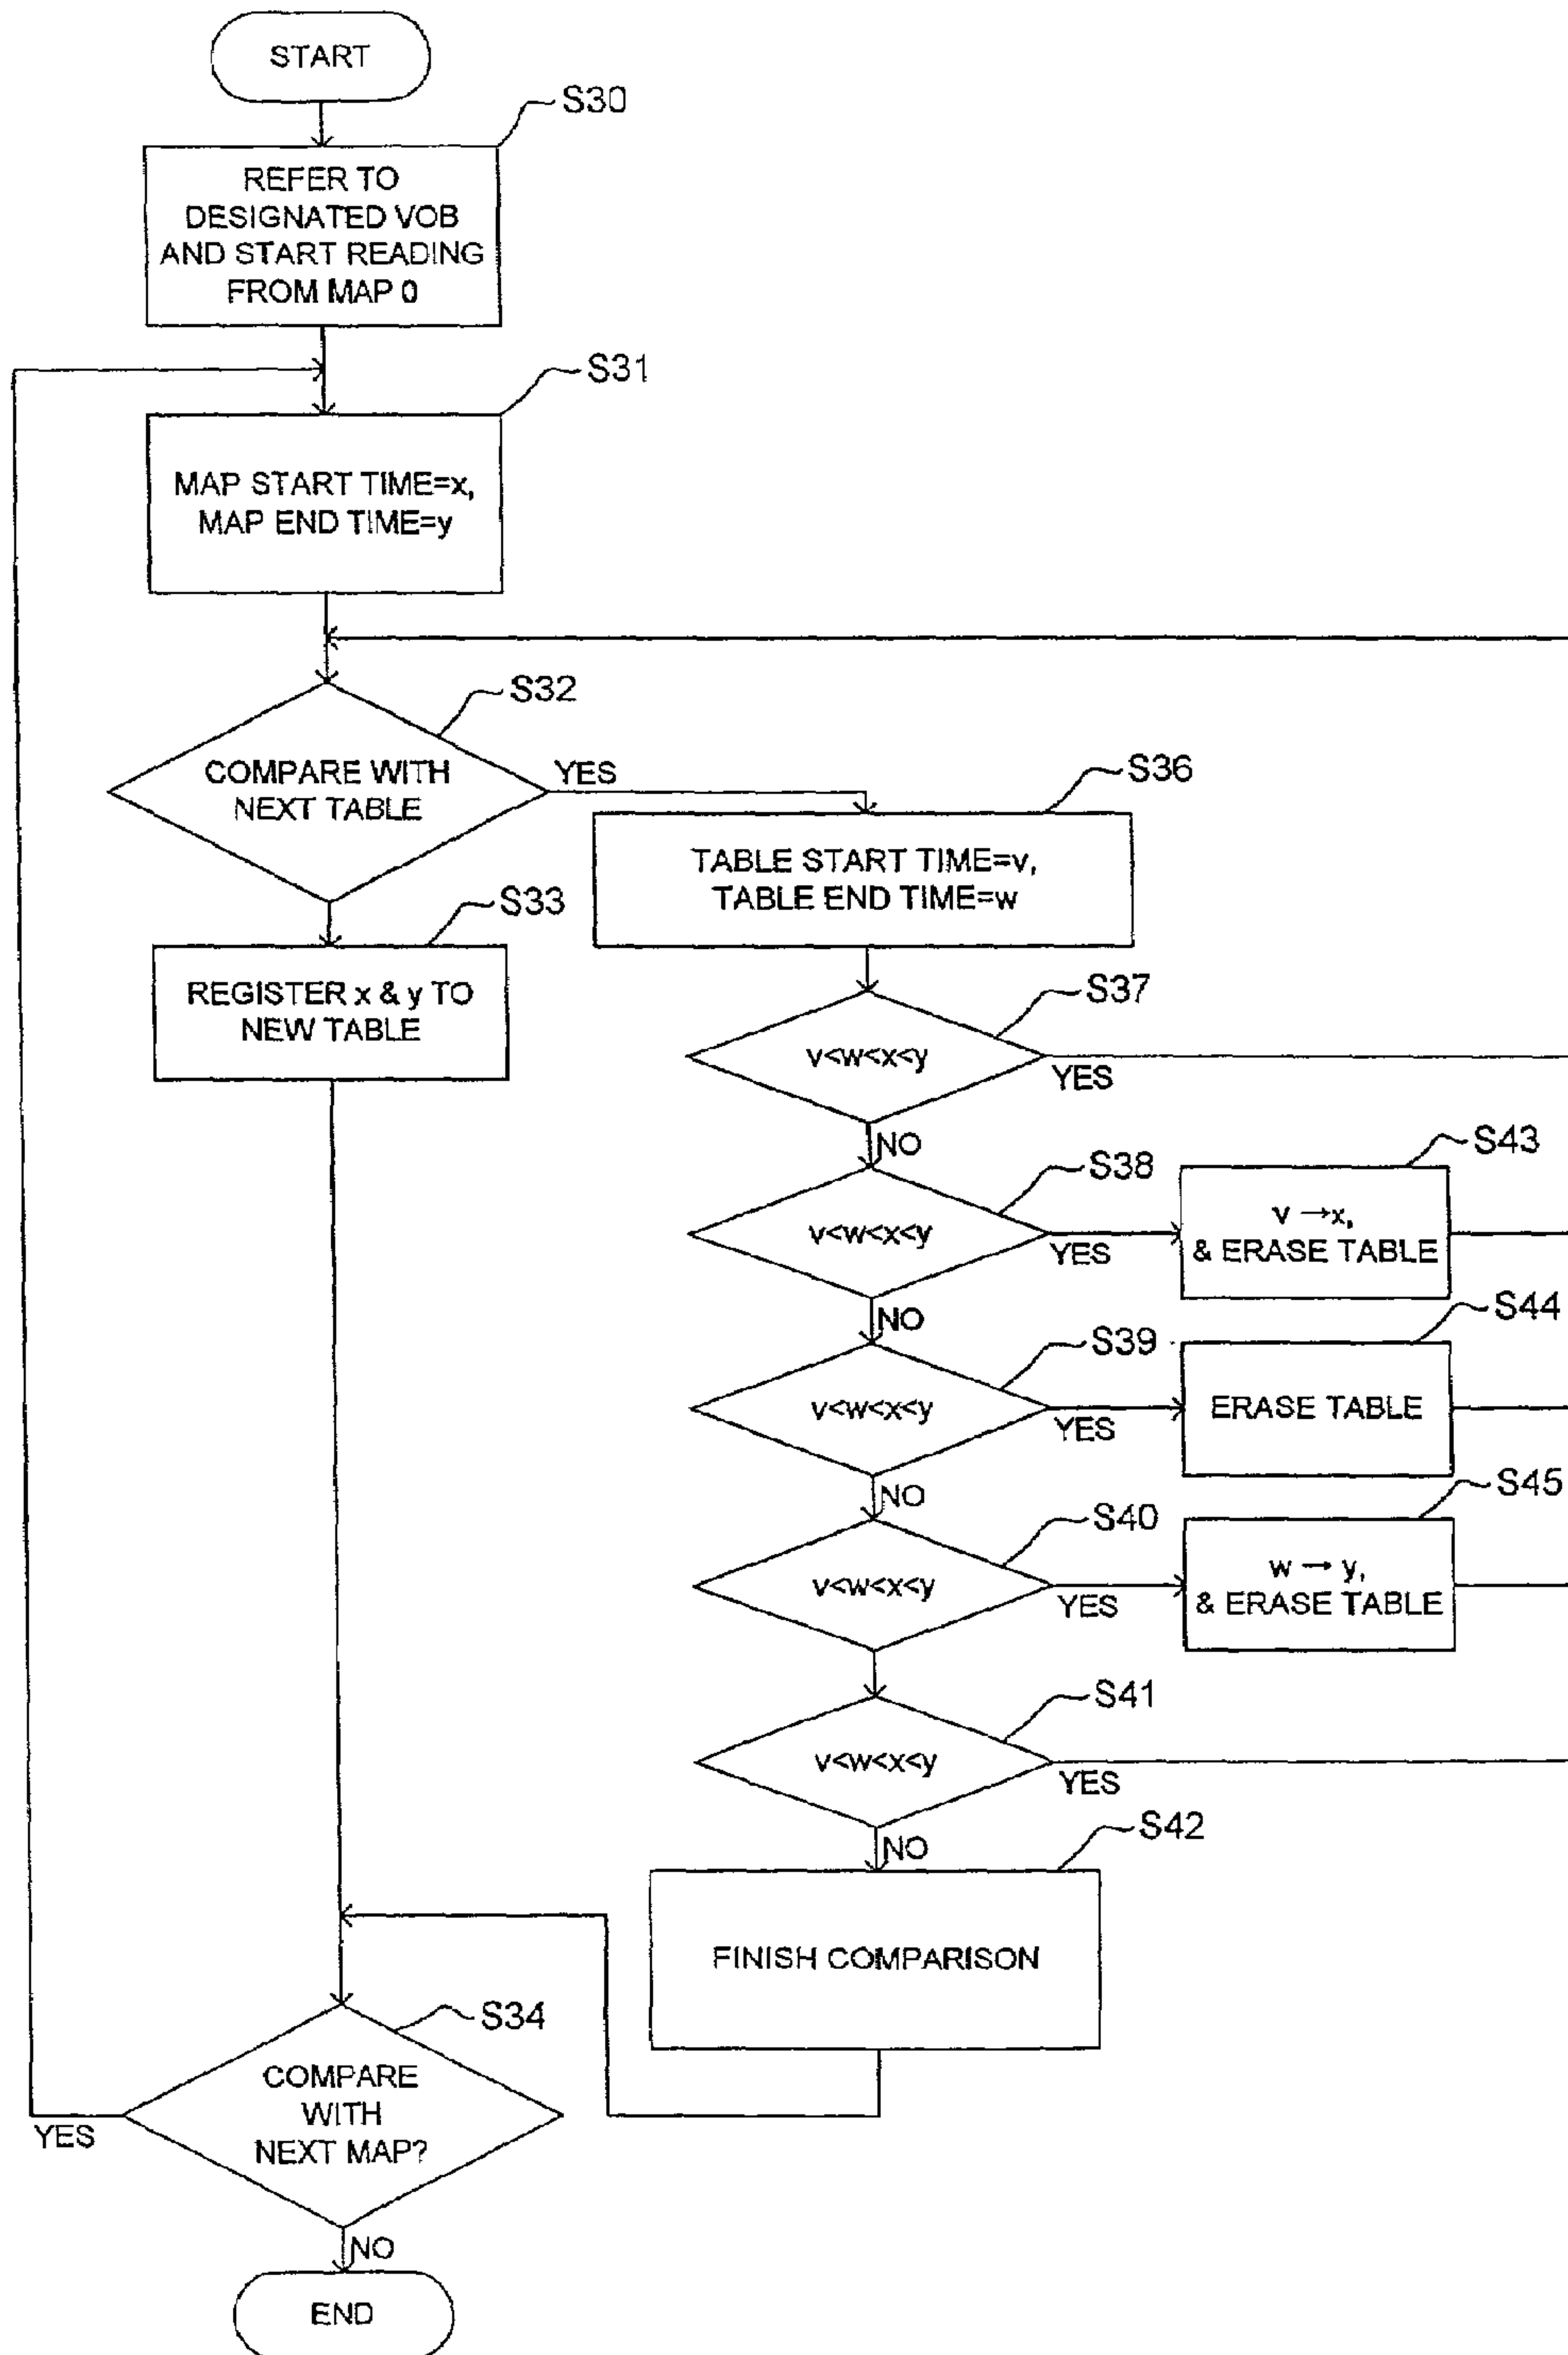 START
S30
REFER TO
DESIGNATED VOB
AND START READING
FROM MAP 0
S31
MAP START TIME=x,
MAP END TIME=y
S32
COMPARE WITH
NEXT TABLE
YES
S36
TABLE START TIME=v,
TABLE END TIME=w
S33
REGISTER x & y TO
NEW TABLE
S37
v<w<x<y
YES
NO
S38
v<w<x<y
YES
S43
v →x,
& ERASE TABLE
NO
S39
v<w<x<y
YES
S44
ERASE TABLE
NO
S40
v<w<x<y
YES
S45
w → y,
& ERASE TABLE
S41
v<w<x<y
YES
NO
S42
FINISH COMPARISON
S34
COMPARE
WITH
NEXT MAP?
YES
NO
END